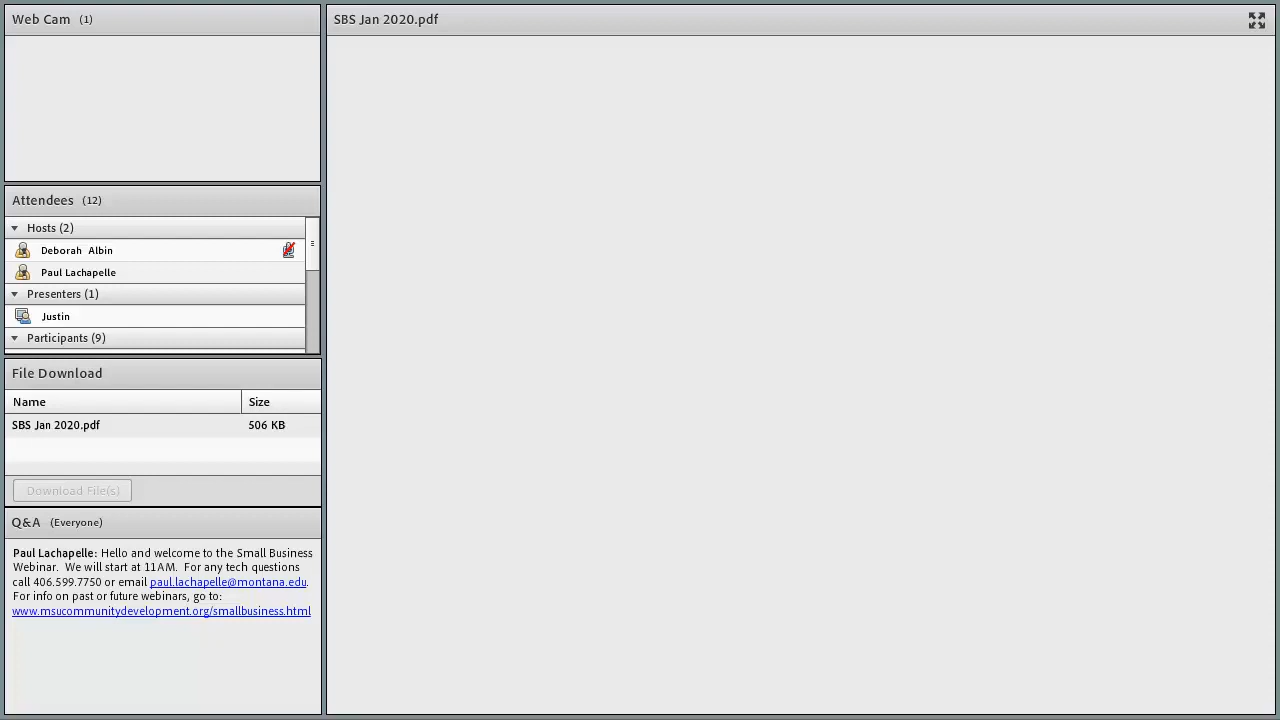 Web Cam (1)
SBS Jan 2020.pdf
Attendees (12)
Hosts (2)
Deborah Albin
Paul Lachapelle
Presenters (1)
Justin
Participants (9)
File Download
Name Size
SBS Jan 2020.pdf 506 KB
Download File(s)
Q&A (Everyone)
Paul Lachapelle: Hello and welcome to the Small Business
Webinar. We will start at 11AM. For any tech questions
call 406.599.7750 or email paul.lachapelle@montana.edu.
For info on past or future webinars, go to:
www.msucommunitydevelopment.org/smallbusiness.html